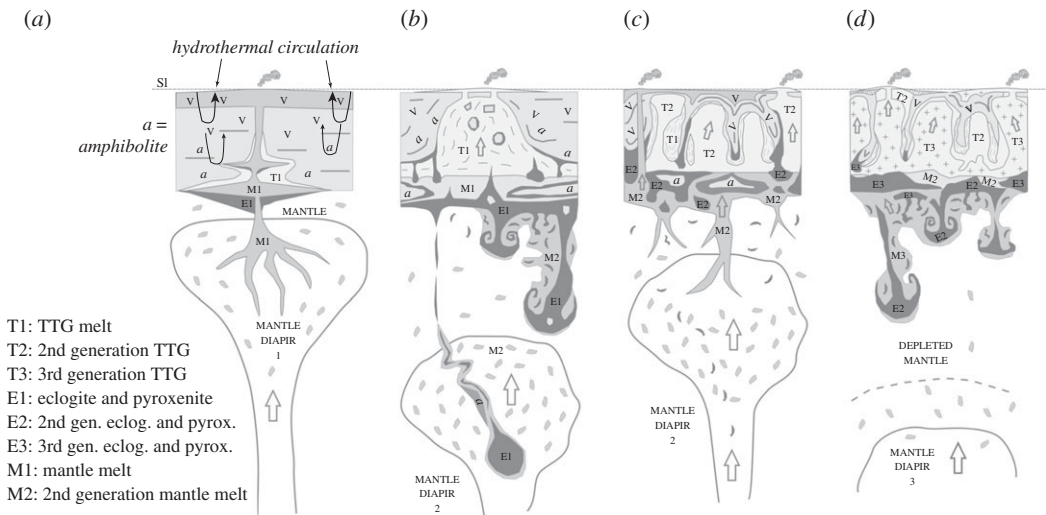 (a)
(b)
(c)
(d)
hydrothermal circulation
Sl
V
V
V
V
V
V
a =
amphibolite
a
a
T1
M1
E1
MANTLE
M1
MANTLE
DIAPIR
1
T1: TTG melt
T2: 2nd generation TTG
T3: 3rd generation TTG
E1: eclogite and pyroxenite
E2: 2nd gen. eclog. and pyrox.
E3: 3rd gen. eclog. and pyrox.
M1: mantle melt
M2: 2nd generation mantle melt
V
V
V
a
a
V
V
a
T1
a
M1
a
E1
M2
E1
M2
a
E1
MANTLE
DIAPIR
2
V
V
T2
V
T2
T1
V
V
T2
E2
E2
a
a
E2
M2
E2
M2
M2
MANTLE
DIAPIR
2
T2
V
V
V
V
T3
T2
T3
E3
M2
E3
M2
E3
E3
E2
E2
M3
E2
DEPLETED
MANTLE
MANTLE
DIAPIR
3